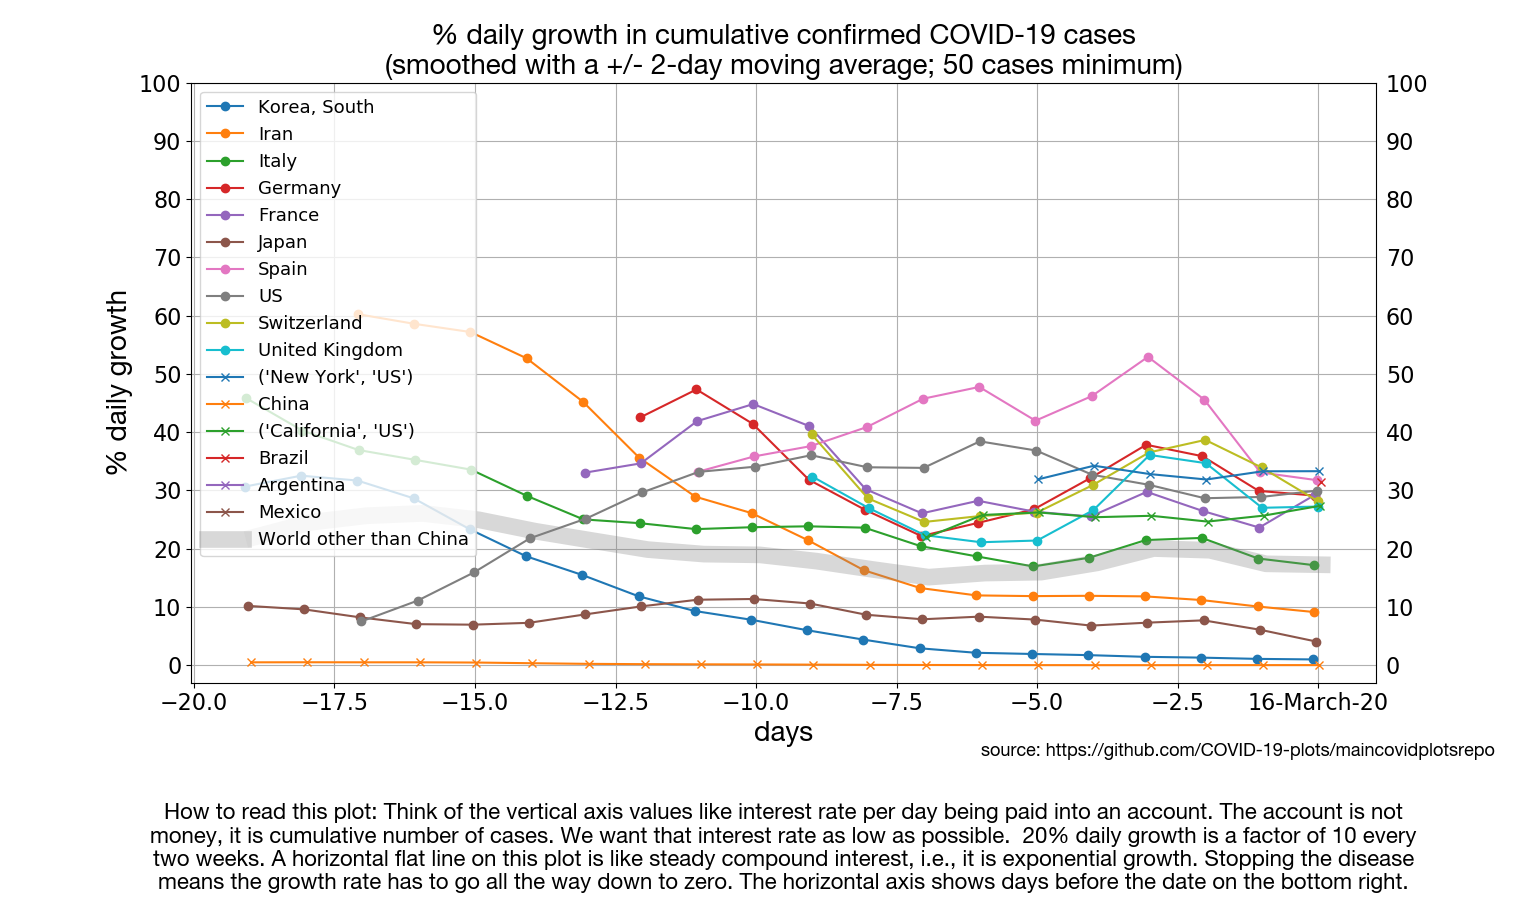 % daily growth in cumulative confirmed COVID-19 cases
(smoothed with a +/- 2-day moving average; 50 cases minimum)
100
90
80
70
60
50
40
30
20
10
0
% daily growth
Korea, South
Iran
Italy
Germany
France
Japan
Spain
US
Switzerland
United Kingdom
('New York', 'US')
China
('California', 'US')
Brazil
Argentina
Mexico
World other than China
100
90
80
70
60
50
40
30
20
10
0
−20.0 −17.5 −15.0 −12.5 −10.0 −7.5 −5.0 −2.5 16-March-20
days
source: https://github.com/COVID-19-plots/maincovidplotsrepo
How to read this plot: Think of the vertical axis values like interest rate per day being paid into an account. The account is not
money, it is cumulative number of cases. We want that interest rate as low as possible.  20% daily growth is a factor of 10 every
two weeks. A horizontal flat line on this plot is like steady compound interest, i.e., it is exponential growth. Stopping the disease
means the growth rate has to go all the way down to zero. The horizontal axis shows days before the date on the bottom right.